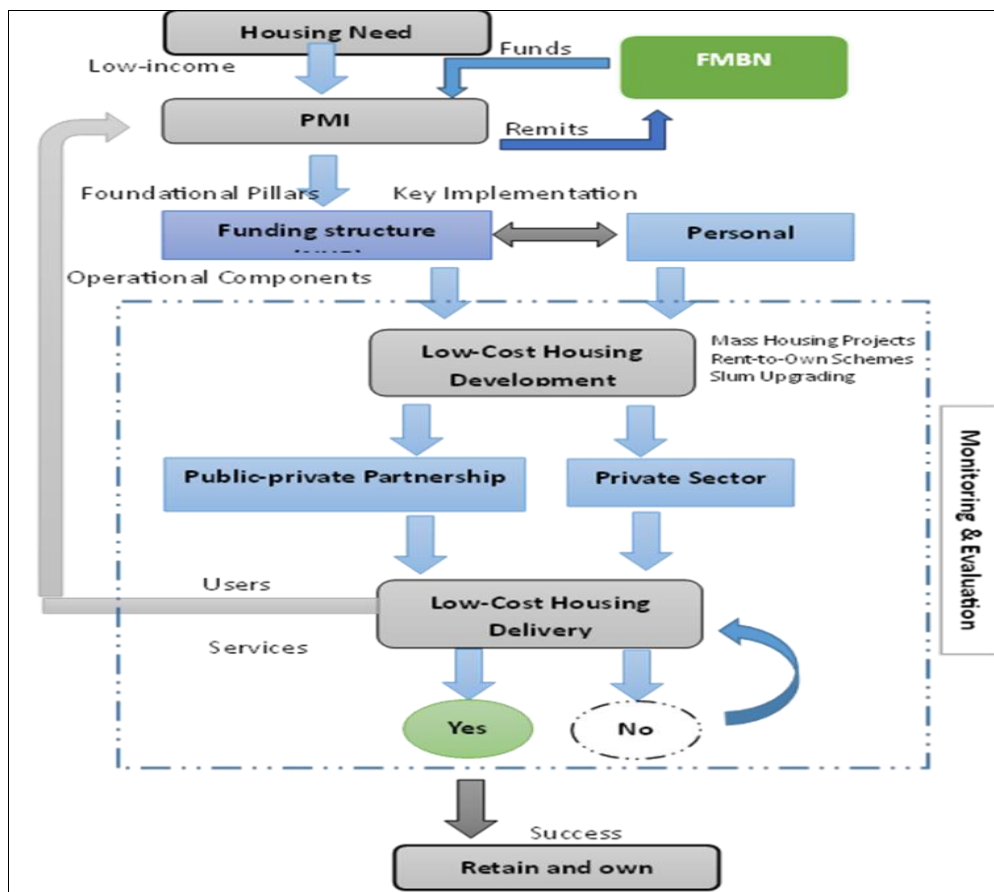 Housing Need
Funds
FMBN
Low-income
PMI
Remits
Foundational Pillars
Key Implementation
Funding structure
Personal
Operational Components
Low-Cost Housing
Development
Mass Housing Projects
Rent-to-Own Schemes
Slum Upgrading
Public-private Partnership
Private Sector
Monitoring & Evaluation
Users
Low-Cost Housing
Delivery
Services
Yes
No
Success
Retain and own